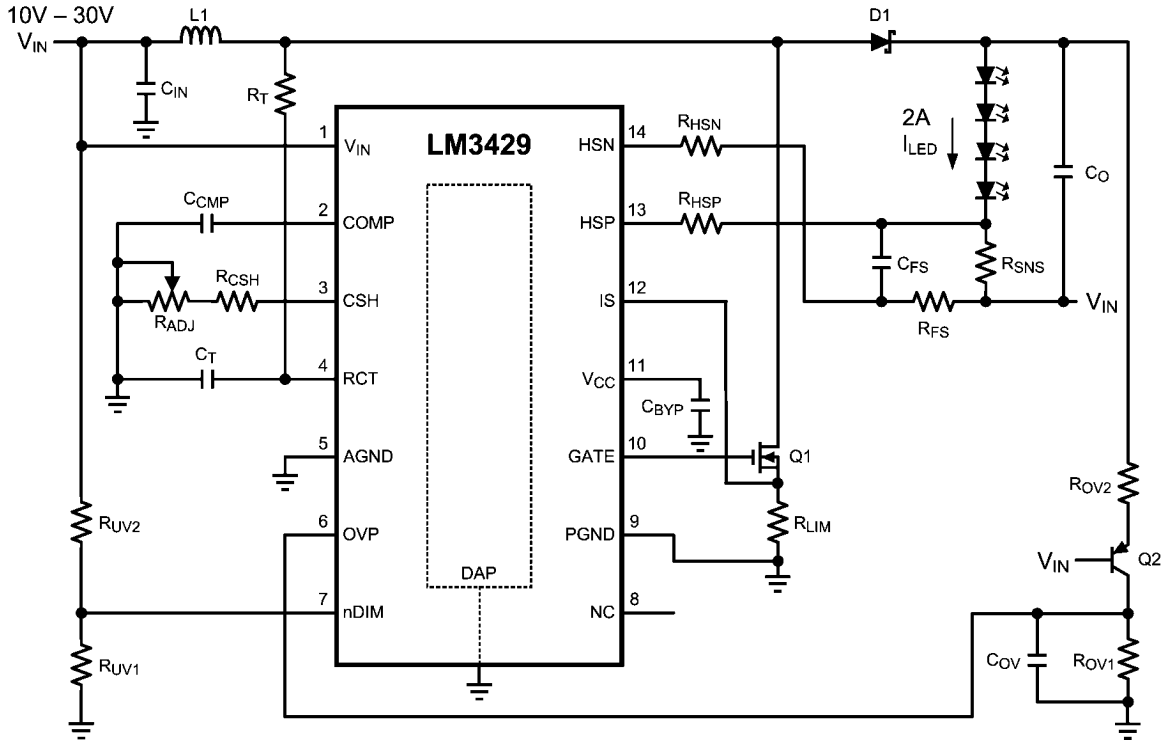 10V – 30V
VIN
L1
D1
CIN
RT
LM3429
1
VIN
2
COMP
3
CSH
4
RCT
5
AGND
6
OVP
7
nDIM
DAP
14
HSN
13
HSP
12
IS
11
VCC
10
GATE
9
PGND
8
NC
CCMP
RCSH
RADJ
CT
RUV2
RUV1
RHSN
RHSP
2A
ILED
CO
CFS
RSNS
RFS
VIN
CBYP
Q1
RLIM
ROV2
VIN
Q2
COV
ROV1